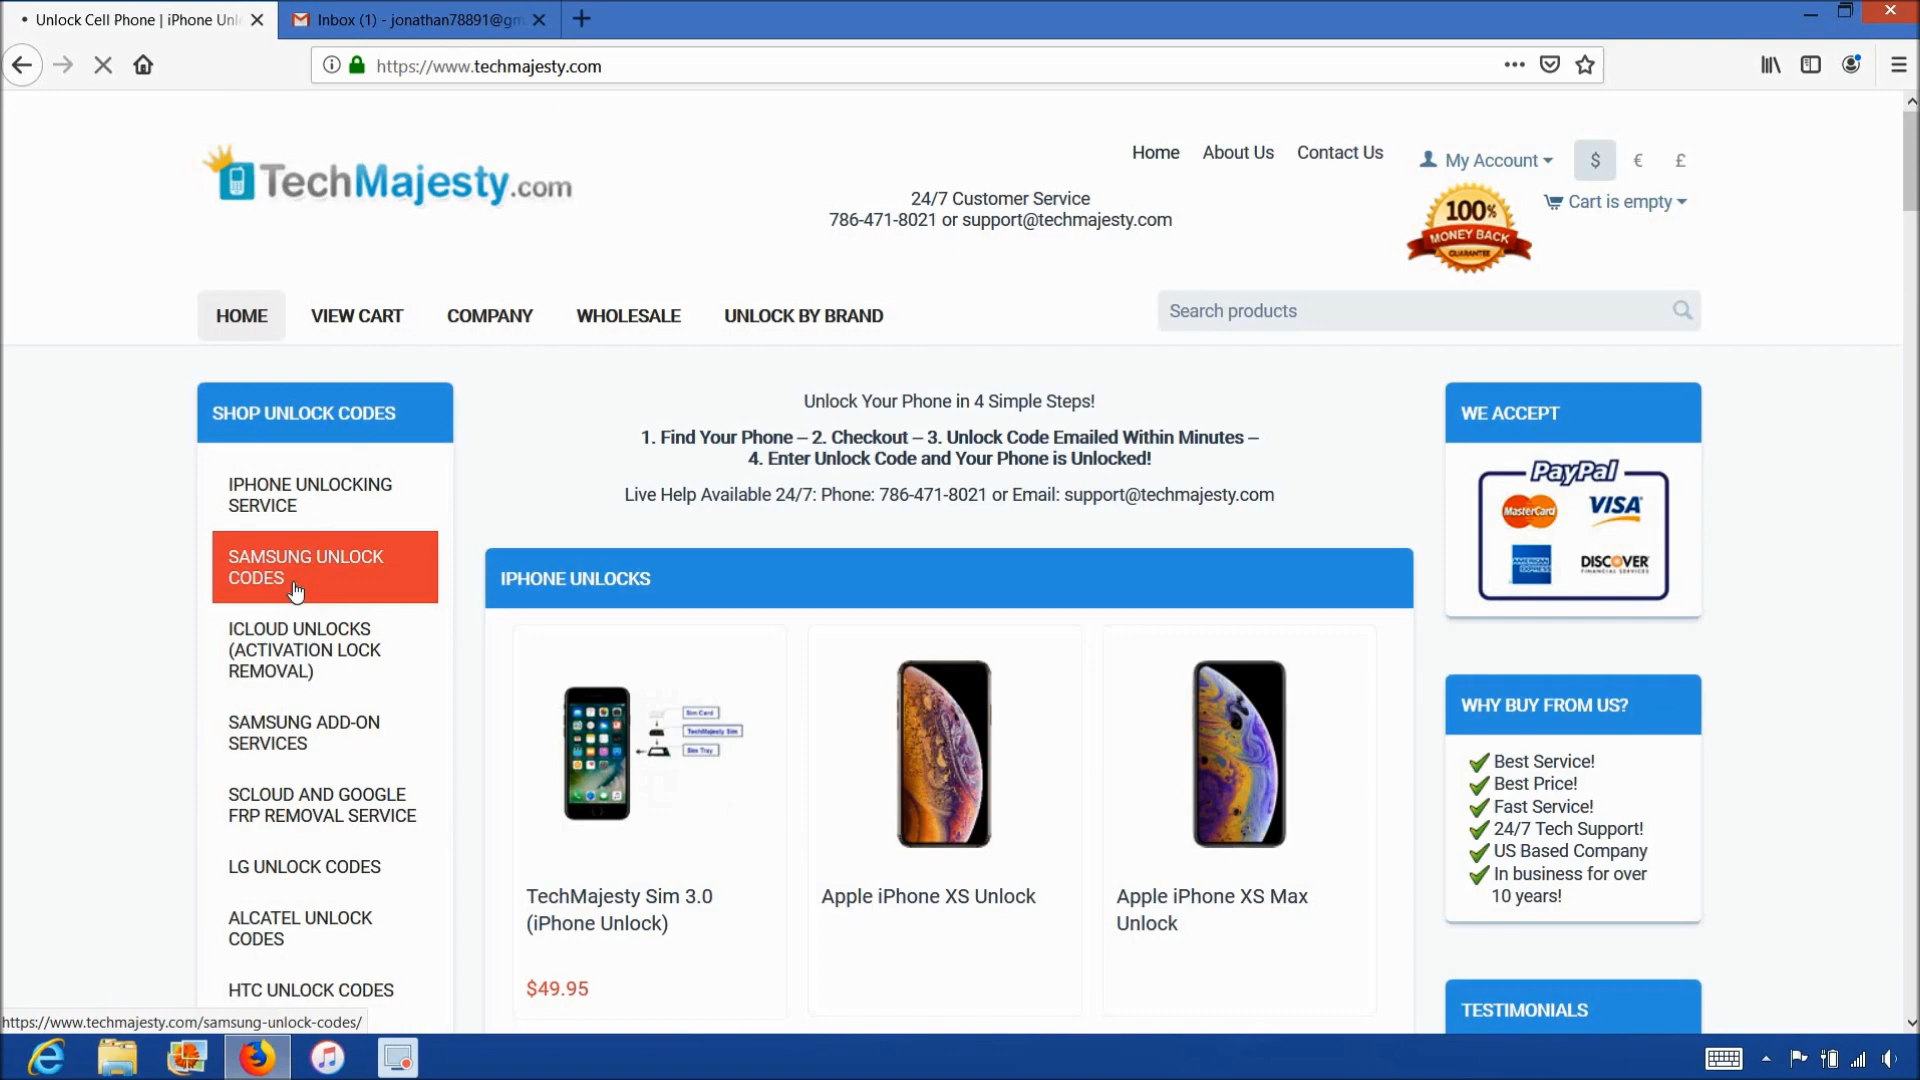 Unlock Cell Phone | iPhone Unl
Inbox (1) - jonathan78891@gm
https://www.techmajesty.com
TechMajesty.com
Home About Us Contact Us
My Account
$ € £
24/7 Customer Service
786-471-8021 or support@techmajesty.com
100%
MONEY BACK
GUARANTEE
Cart is empty
HOME VIEW CART COMPANY WHOLESALE UNLOCK BY BRAND
Search products
SHOP UNLOCK CODES
IPHONE UNLOCKING
SERVICE
SAMSUNG UNLOCK
CODES
ICLOUD UNLOCKS
(ACTIVATION LOCK
REMOVAL)
SAMSUNG ADD-ON
SERVICES
SCLOUD AND GOOGLE
FRP REMOVAL SERVICE
LG UNLOCK CODES
ALCATEL UNLOCK
CODES
HTC UNLOCK CODES
Unlock Your Phone in 4 Simple Steps!
1. Find Your Phone – 2. Checkout – 3. Unlock Code Emailed Within Minutes –
4. Enter Unlock Code and Your Phone is Unlocked!
Live Help Available 24/7: Phone: 786-471-8021 or Email: support@techmajesty.com
IPHONE UNLOCKS
Sim Card
TechMajesty Sim
Sim Tray
TechMajesty Sim 3.0
(iPhone Unlock)
$49.95
Apple iPhone XS Unlock
Apple iPhone XS Max
Unlock
WE ACCEPT
PayPal
MasterCard VISA
AMERICAN EXPRESS
DISCOVER
FINANCIAL SERVICES
WHY BUY FROM US?
Best Service!
Best Price!
Fast Service!
24/7 Tech Support!
US Based Company
In business for over
10 years!
TESTIMONIALS
https://www.techmajesty.com/samsung-unlock-codes/